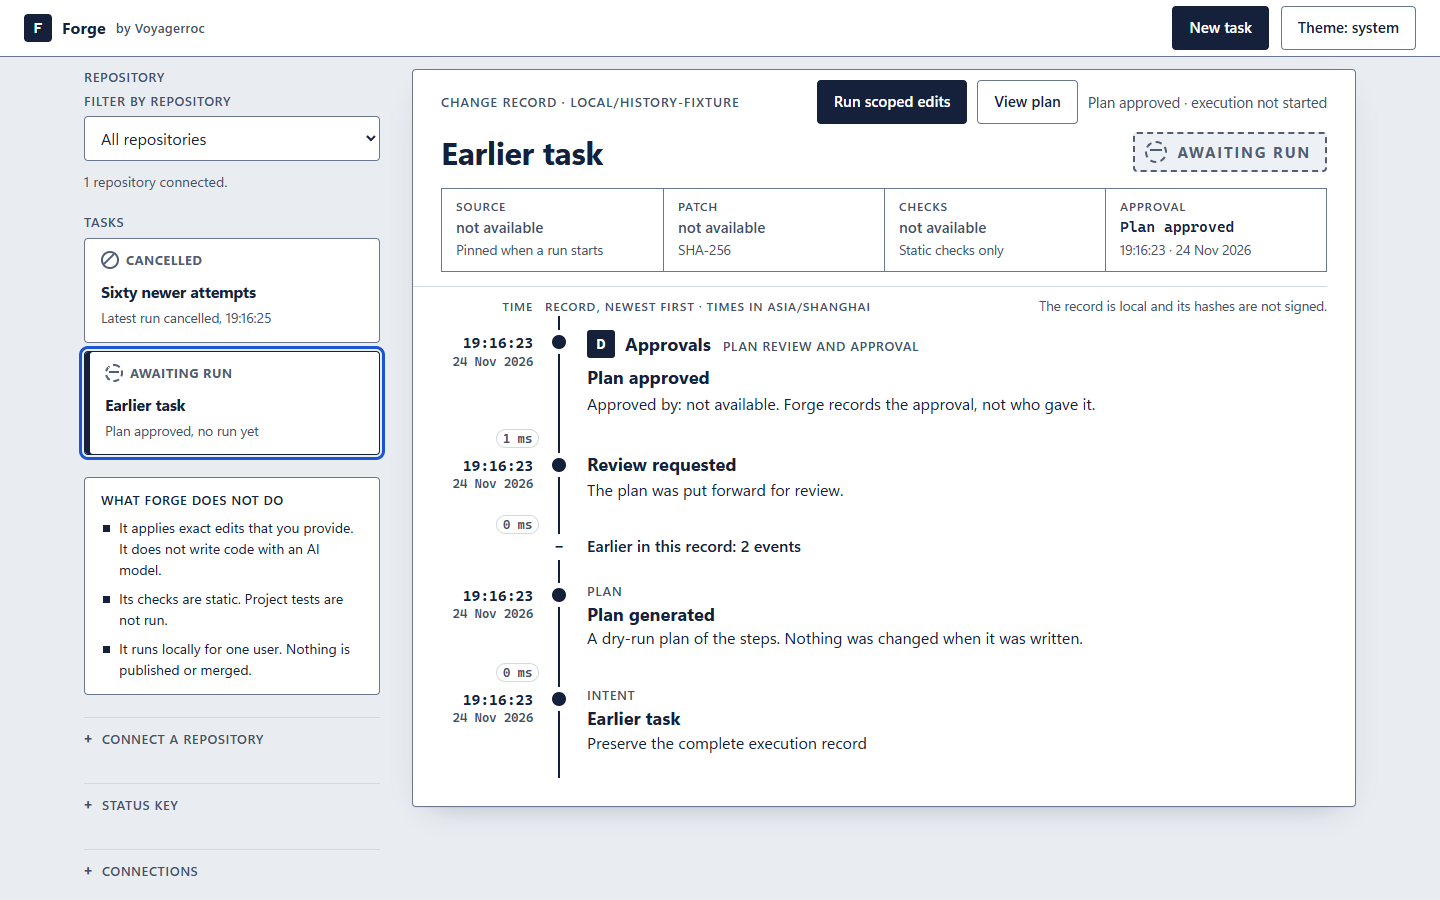 F Forge by Voyagerroc
New task
Theme: system
REPOSITORY
FILTER BY REPOSITORY
All repositories
1 repository connected.
TASKS
CANCELLED
Sixty newer attempts
Latest run cancelled, 19:16:25
AWAITING RUN
Earlier task
Plan approved, no run yet
WHAT FORGE DOES NOT DO
It applies exact edits that you provide.
It does not write code with an AI
model.
Its checks are static. Project tests are
not run.
It runs locally for one user. Nothing is
published or merged.
+ CONNECT A REPOSITORY
+ STATUS KEY
+ CONNECTIONS
CHANGE RECORD · LOCAL/HISTORY-FIXTURE
Run scoped edits
View plan
Plan approved · execution not started
Earlier task
AWAITING RUN
SOURCE
not available
Pinned when a run starts
PATCH
not available
SHA-256
CHECKS
not available
Static checks only
APPROVAL
Plan approved
19:16:23 · 24 Nov 2026
TIME RECORD, NEWEST FIRST · TIMES IN ASIA/SHANGHAI
The record is local and its hashes are not signed.
19:16:23
24 Nov 2026
D Approvals PLAN REVIEW AND APPROVAL
Plan approved
Approved by: not available. Forge records the approval, not who gave it.
1 ms
19:16:23
24 Nov 2026
Review requested
The plan was put forward for review.
0 ms
– Earlier in this record: 2 events
19:16:23
24 Nov 2026
PLAN
Plan generated
A dry-run plan of the steps. Nothing was changed when it was written.
0 ms
19:16:23
24 Nov 2026
INTENT
Earlier task
Preserve the complete execution record